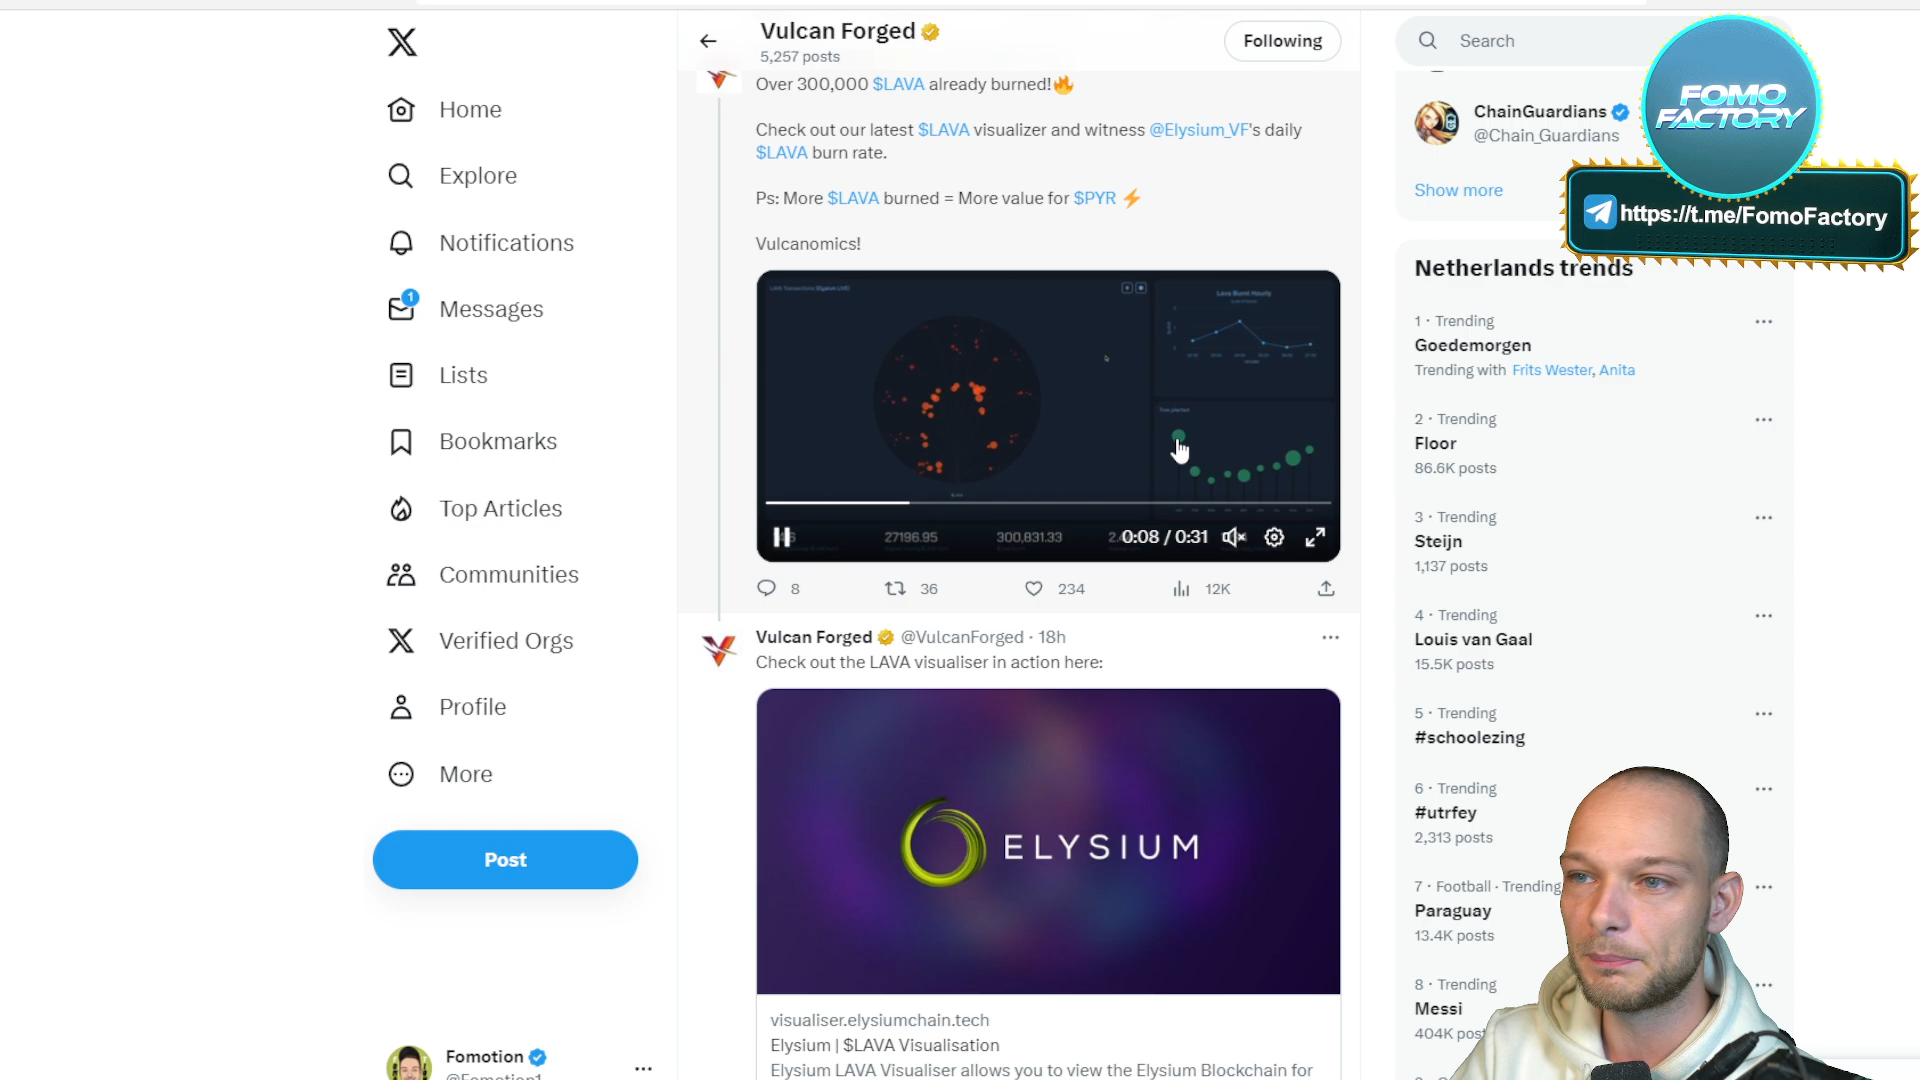 Home
Explore
Notifications
1
Messages
Lists
Bookmarks
Top Articles
Communities
Verified Orgs
Profile
More
Post
Fomotion
@Fomotion1
Vulcan Forged
5,257 posts
Following
Over 300,000 $LAVA already burned!
Check out our latest $LAVA visualizer and witness @Elysium_VF's daily
$LAVA burn rate.
Ps: More $LAVA burned = More value for $PYR
Vulcanomics!
Lava Burnt Hourly
27196.95
300,831.33
0:08 / 0:31
8
36
234
12K
Vulcan Forged @VulcanForged · 18h
Check out the LAVA visualiser in action here:
ELYSIUM
visualiser.elysiumchain.tech
Elysium | $LAVA Visualisation
Elysium LAVA Visualiser allows you to view the Elysium Blockchain for
Search
ChainGuardians
@Chain_Guardians
Show more
FOMO
FACTORY
https://t.me/FomoFactory
Netherlands trends
1 · Trending
Goedemorgen
Trending with Frits Wester, Anita
2 · Trending
Floor
86.6K posts
3 · Trending
Steijn
1,137 posts
4 · Trending
Louis van Gaal
15.5K posts
5 · Trending
#schoolezing
6 · Trending
#utrfey
2,313 posts
7 · Football · Trending
Paraguay
13.4K posts
8 · Trending
Messi
404K post